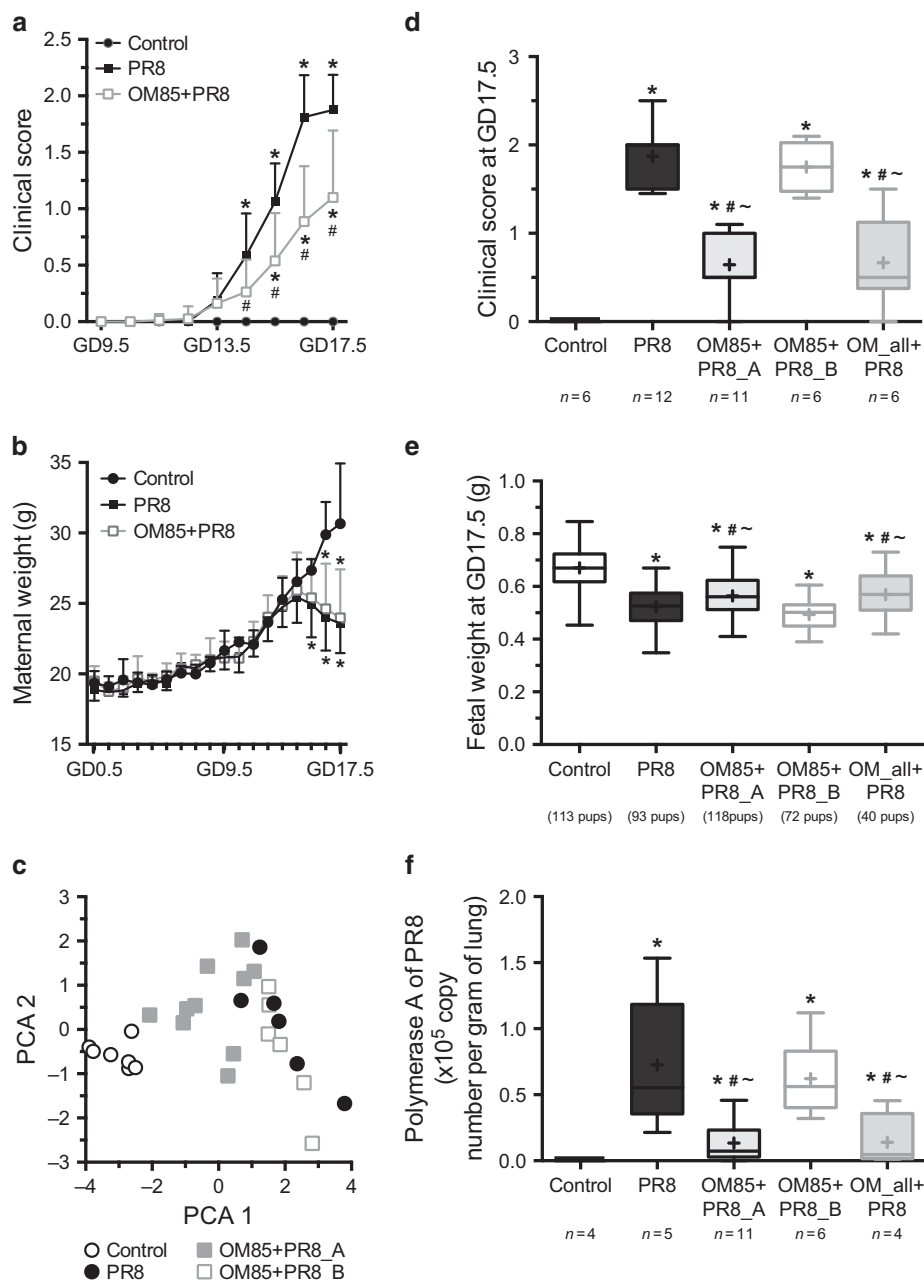 a
2.5
2.0
1.5
1.0
0.5
0.0
Clinical score
Control
PR8
OM85+PR8
* *
*
*
* # * # * # #
GD9.5 GD13.5 GD17.5
b
35
30
25
20
15
Maternal weight (g)
Control
PR8
OM85+PR8
* *
* * *
GD0.5 GD9.5 GD17.5
c
3
2
1
0
−1
−2
−3
PCA 2
−4 −2 0 2 4
PCA 1
Control OM85+PR8_A
PR8 OM85+PR8_B
d
3
2
1
0
Clinical score at GD17.5
* * # ~ * * # ~
Control PR8 OM85+ OM85+ OM_all+
PR8_A PR8_B PR8
n=6 n=12 n=11 n=6 n=6
e
1.0
0.8
0.6
0.4
0.2
0.0
Fetal weight at GD17.5 (g)
* * # ~ * * # ~
Control PR8 OM85+ OM85+ OM_all+
PR8_A PR8_B PR8
(113 pups) (93 pups) (118pups) (72 pups) (40 pups)
f
2.0
1.5
1.0
0.5
0.0
Polymerase A of PR8
(x10⁵ copy
number per gram of lung)
* * # ~ * * # ~
Control PR8 OM85+ OM85+ OM_all+
PR8_A PR8_B PR8
n=4 n=5 n=11 n=6 n=4